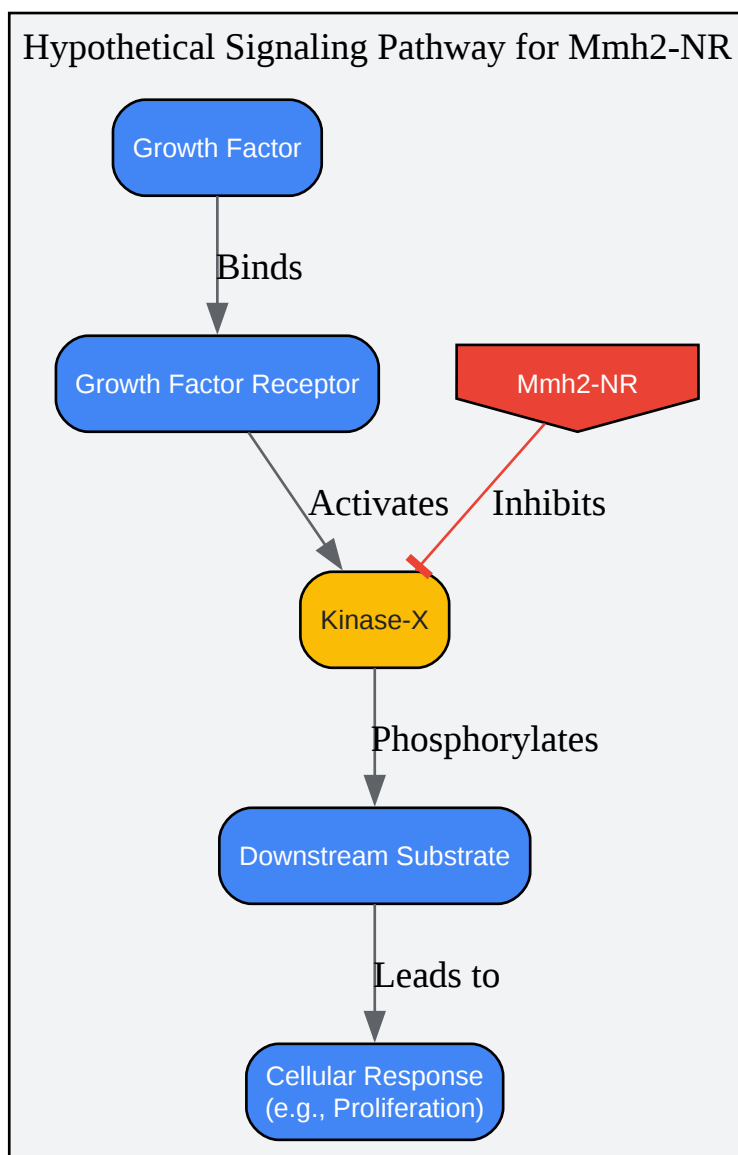 Hypothetical Signaling Pathway for Mmh2-NR
Growth Factor
Binds
Growth Factor Receptor
Mmh2-NR
Activates
Inhibits
Kinase-X
Phosphorylates
Downstream Substrate
Leads to
Cellular Response
(e.g., Proliferation)